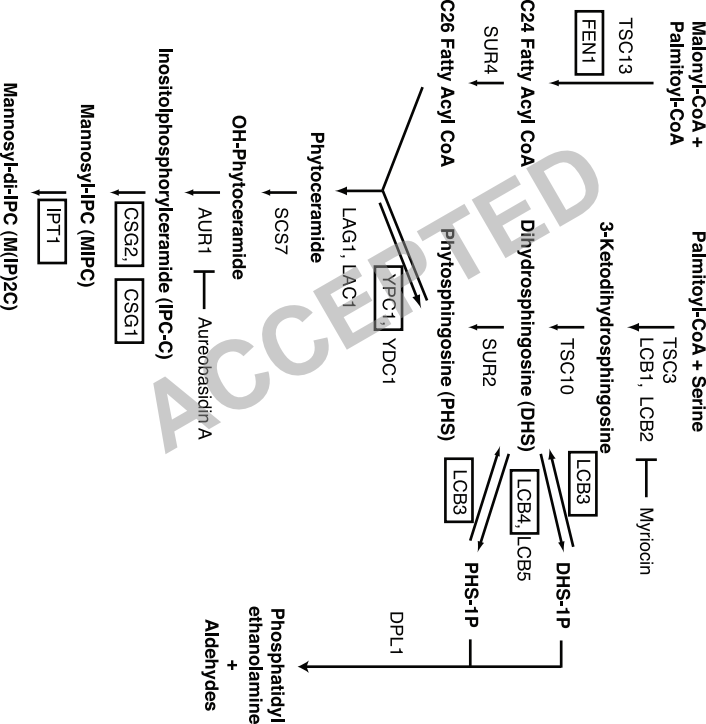 Malonyl-CoA +
Palmitoyl-CoA
TSC13
FEN1
C24 Fatty Acyl CoA
SUR4
C26 Fatty Acyl CoA
Palmitoyl-CoA + Serine
TSC3
LCB1, LCB2
Myriocin
3-Ketodihydrosphingosine
TSC10
Dihydrosphingosine (DHS)
SUR2
Phytosphingosine (PHS)
LCB3
LCB4, LCB5
LCB3
DHS-1P
PHS-1P
DPL1
Phosphatidyl
ethanolamine
+
Aldehydes
YPC1 YDC1
LAG1, LAC1
Phytoceramide
SCS7
OH-Phytoceramide
AUR1
Aureobasidin A
Inositolphosphorylceramide (IPC-C)
CSG2, CSG1
Mannosyl-IPC (MIPC)
IPT1
Mannosyl-di-IPC (M(IP)2C)
ACCEPTED